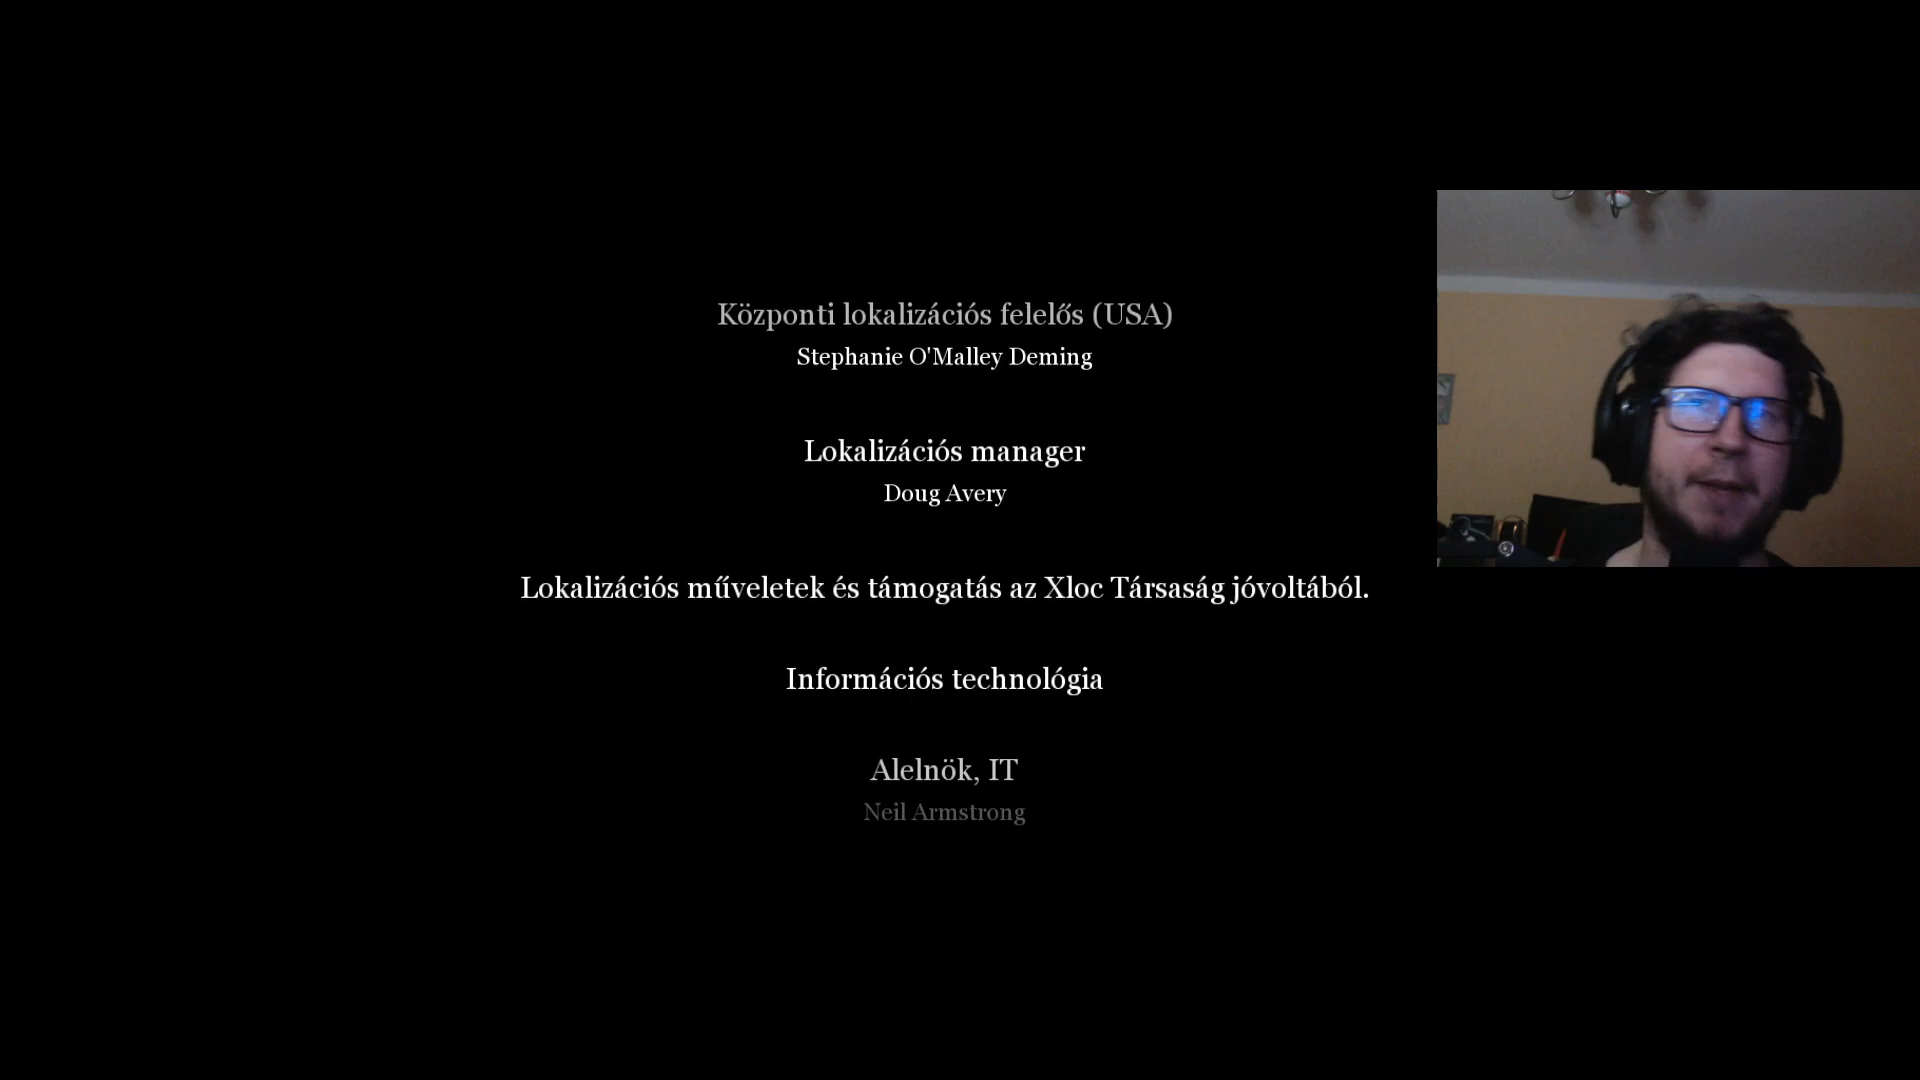 Központi lokalizációs felelős (USA)
Stephanie O'Malley Deming
Lokalizációs manager
Doug Avery
Lokalizációs műveletek és támogatás az Xloc Társaság jóvoltából.
Információs technológia
Alelnök, IT
Neil Armstrong